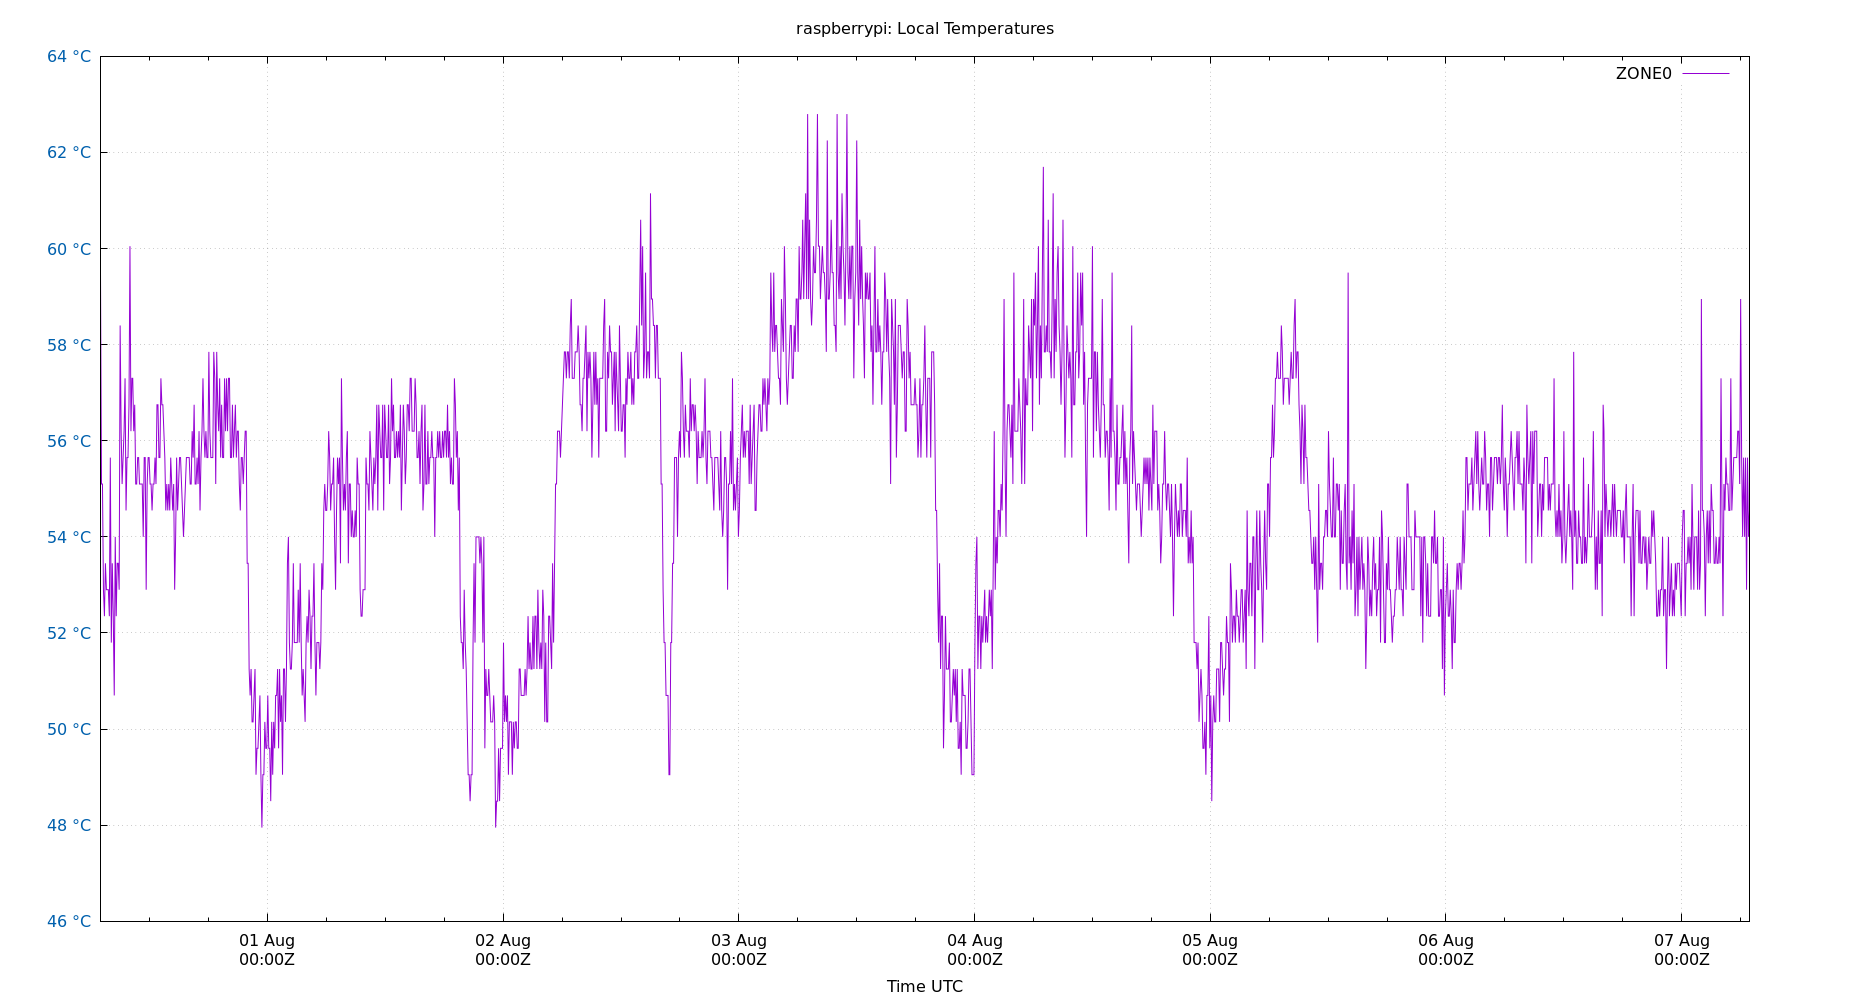 raspberrypi: Local Temperatures
64 °C
ZONE0
62 °C
60 °C
58 °C
56 °C
54 °C
52 °C
50 °C
48 °C
46 °C
01 Aug 02 Aug 03 Aug 04 Aug 05 Aug 06 Aug 07 Aug
00:00Z 00:00Z 00:00Z 00:00Z 00:00Z 00:00Z 00:00Z
Time UTC